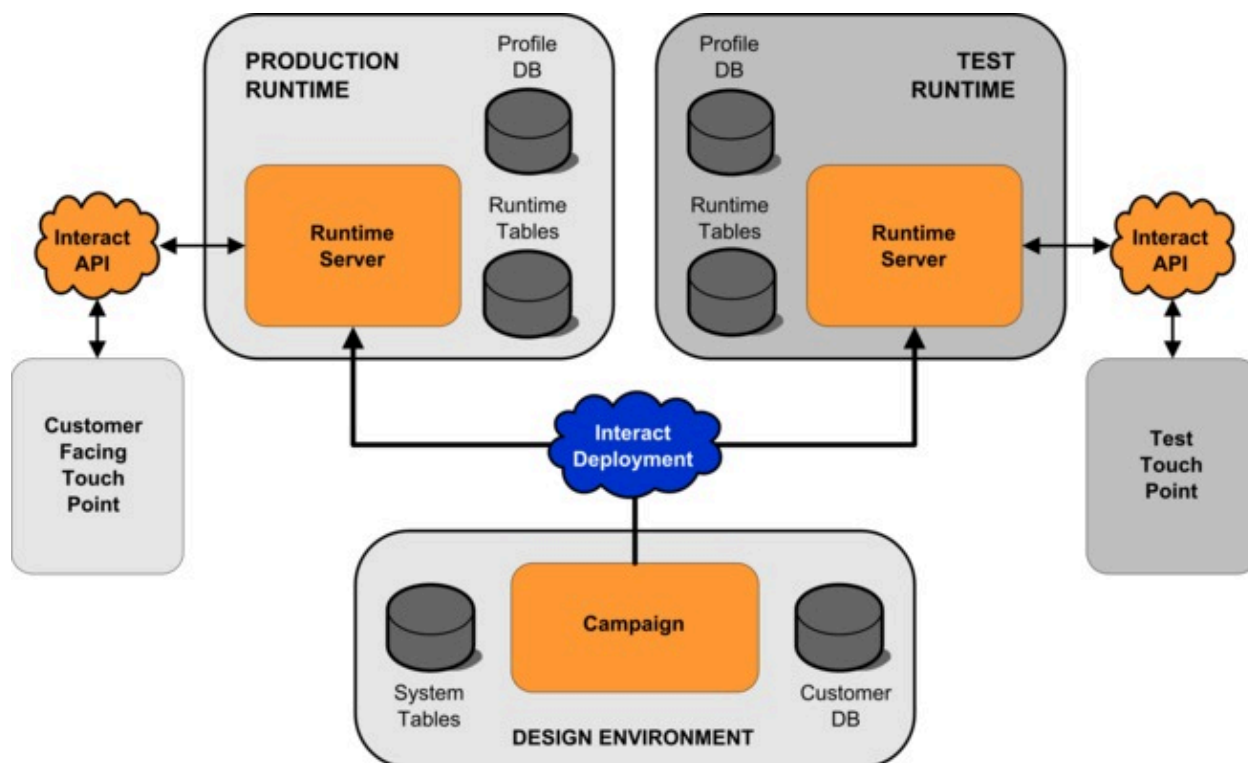 PRODUCTION
RUNTIME
Profile
DB
Runtime
Server
Runtime
Tables
Profile
DB
TEST
RUNTIME
Runtime
Tables
Runtime
Server
Interact
API
Interact
API
Customer
Facing
Touch
Point
Interact
Deployment
Test
Touch
Point
Campaign
System
Tables
Customer
DB
DESIGN ENVIRONMENT